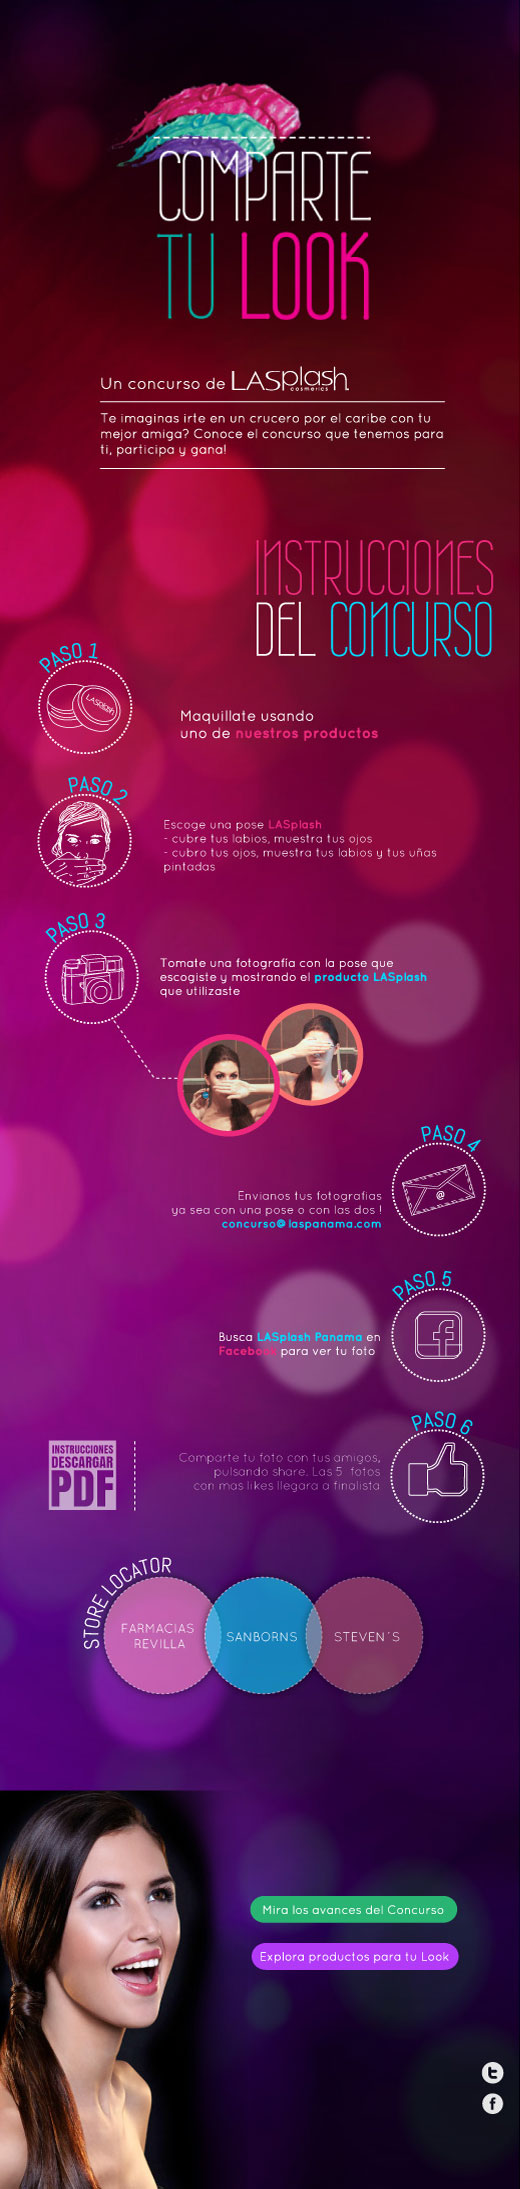 COMPARTE
TU LOOK
Un concurso de LASplash
cosmetics
Te imaginas irte en un crucero por el caribe con tu
mejor amiga? Conoce el concurso que tenemos para
ti, participa y gana!
INSTRUCCIONES
DEL CONCURSO
PASO 1
LASplash
Maquillate usando
uno de nuestros productos
PASO 2
Escoge una pose LASplash
- cubre tus labios, muestra tus ojos
- cubro tus ojos, muestra tus labios y tus uñas
pintadas
PASO 3
Tomate una fotografía con la pose que
escogiste y mostrando el producto LASplash
que utilizaste
PASO 4
@
Envianos tus fotografias
ya sea con una pose o con las dos !
concurso@laspanama.com
PASO 5
f
Busca LASplash Panama en
Facebook para ver tu foto
PASO 6
Comparte tu foto con tus amigos,
pulsando share. Las 5 fotos
con mas likes llegara a finalista
INSTRUCCIONES
DESCARGAR
PDF
STORE LOCATOR
FARMACIAS
REVILLA
SANBORNS
STEVEN´S
Mira los avances del Concurso
Explora productos para tu Look
t
f